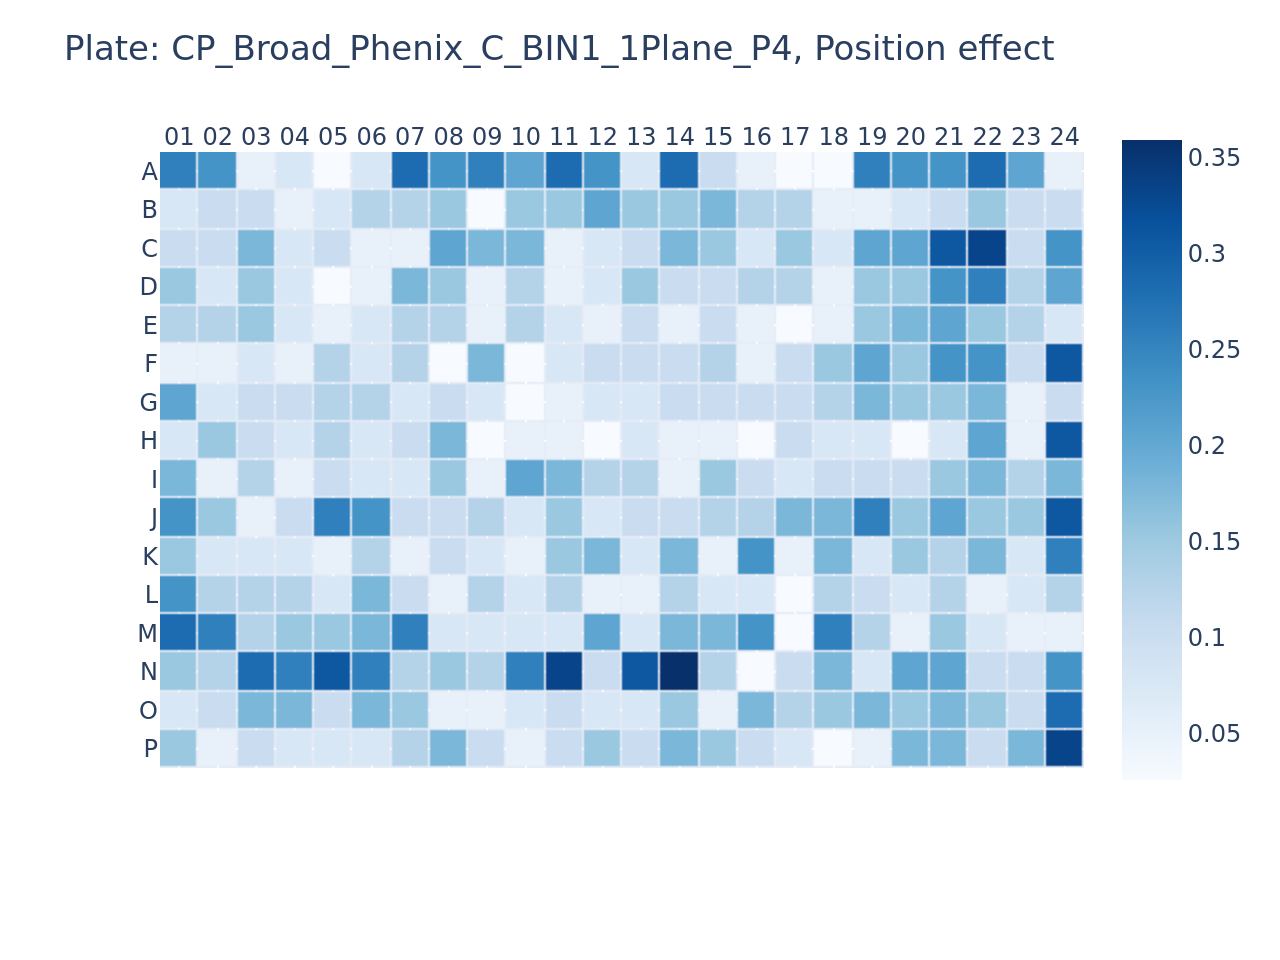 Plate: CP_Broad_Phenix_C_BIN1_1Plane_P4, Position effect
01 02 03 04 05 06 07 08 09 10 11 12 13 14 15 16 17 18 19 20 21 22 23 24
A
B
C
D
E
F
G
H
I
J
K
L
M
N
O
P
0.35
0.3
0.25
0.2
0.15
0.1
0.05